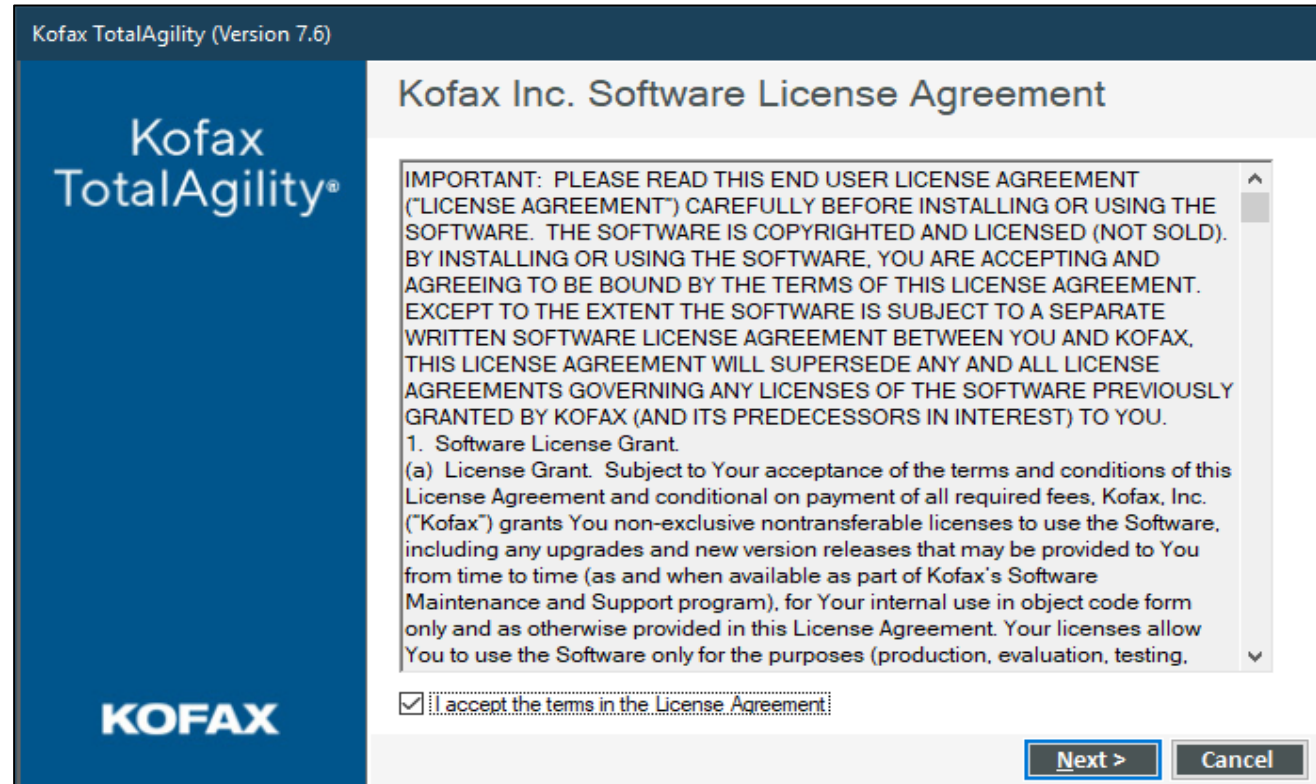 Kofax TotalAgility (Version 7.6)
Kofax
TotalAgility®
KOFAX
Kofax Inc. Software License Agreement
IMPORTANT:  PLEASE READ THIS END USER LICENSE AGREEMENT
("LICENSE AGREEMENT") CAREFULLY BEFORE INSTALLING OR USING THE
SOFTWARE.  THE SOFTWARE IS COPYRIGHTED AND LICENSED (NOT SOLD).
BY INSTALLING OR USING THE SOFTWARE, YOU ARE ACCEPTING AND
AGREEING TO BE BOUND BY THE TERMS OF THIS LICENSE AGREEMENT.
EXCEPT TO THE EXTENT THE SOFTWARE IS SUBJECT TO A SEPARATE
WRITTEN SOFTWARE LICENSE AGREEMENT BETWEEN YOU AND KOFAX,
THIS LICENSE AGREEMENT WILL SUPERSEDE ANY AND ALL LICENSE
AGREEMENTS GOVERNING ANY LICENSES OF THE SOFTWARE PREVIOUSLY
GRANTED BY KOFAX (AND ITS PREDECESSORS IN INTEREST) TO YOU.
1.  Software License Grant.
(a)  License Grant.  Subject to Your acceptance of the terms and conditions of this
License Agreement and conditional on payment of all required fees, Kofax, Inc.
("Kofax") grants You non-exclusive nontransferable licenses to use the Software,
including any upgrades and new version releases that may be provided to You
from time to time (as and when available as part of Kofax's Software
Maintenance and Support program), for Your internal use in object code form
only and as otherwise provided in this License Agreement. Your licenses allow
You to use the Software only for the purposes (production, evaluation, testing,
I accept the terms in the License Agreement
Next >
Cancel